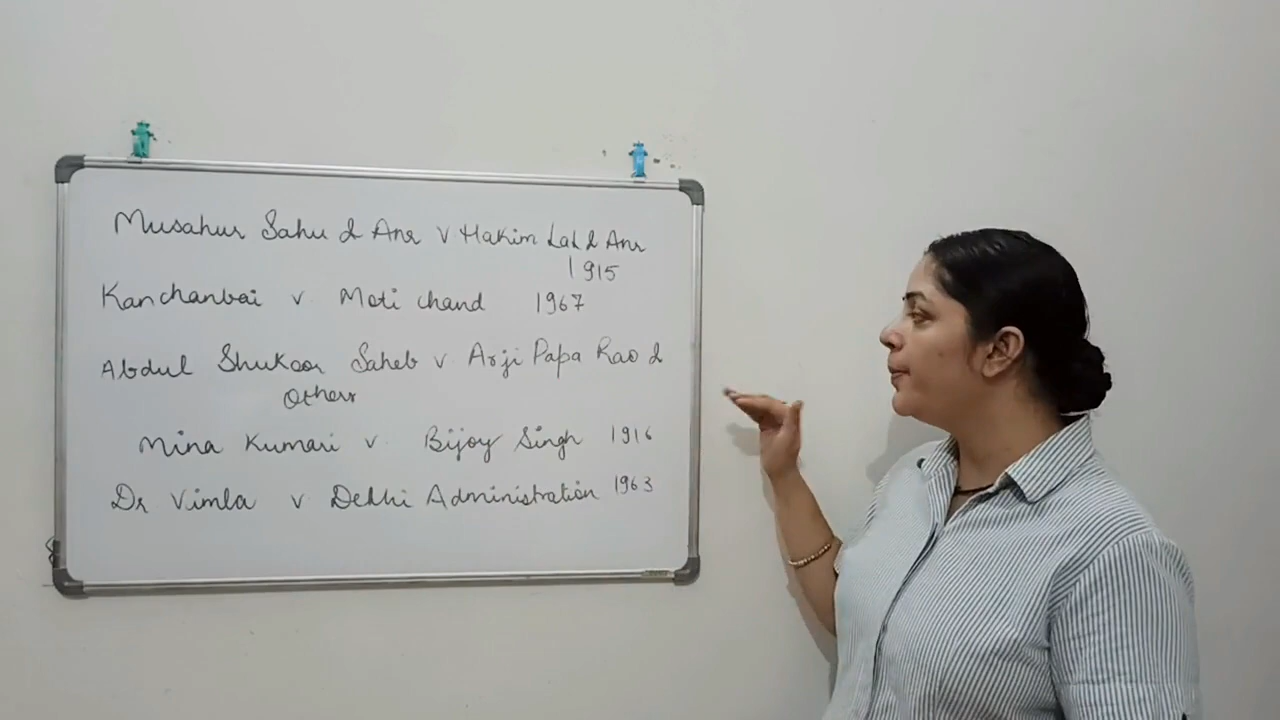 Musahur Sahu & Anr v Hakim Lal & Anr
1915
Kanchanbai v. Moti chand 1967
Abdul Shukoor Saheb v. Arji Papa Rao &
Others
Mina Kumari v. Bijoy Singh 1916
Dr Vimla v. Delhi Administration 1963